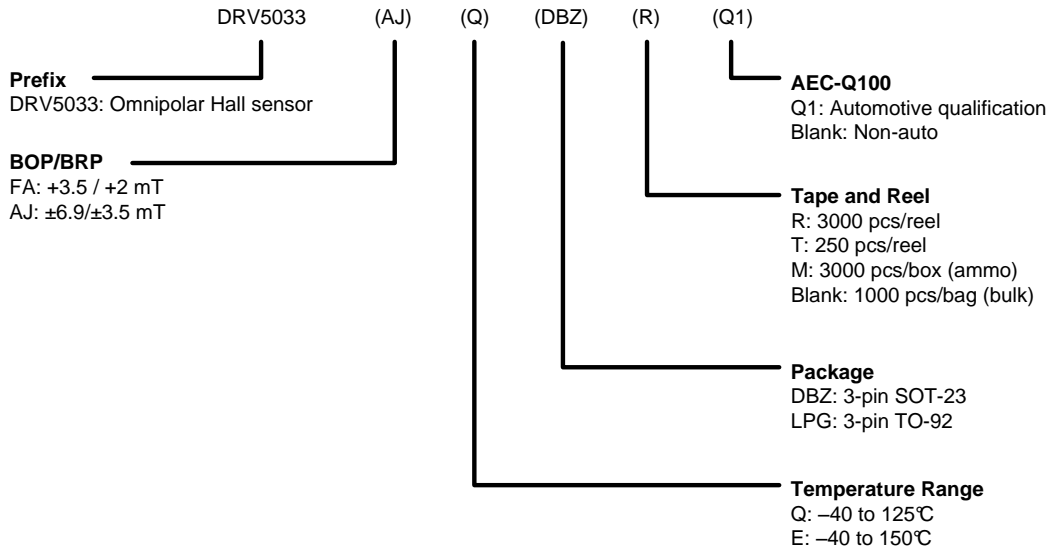 DRV5033 (AJ) (Q) (DBZ) (R) (Q1)
Prefix
DRV5033: Omnipolar Hall sensor
BOP/BRP
FA: +3.5 / +2 mT
AJ: ±6.9/±3.5 mT
AEC-Q100
Q1: Automotive qualification
Blank: Non-auto
Tape and Reel
R: 3000 pcs/reel
T: 250 pcs/reel
M: 3000 pcs/box (ammo)
Blank: 1000 pcs/bag (bulk)
Package
DBZ: 3-pin SOT-23
LPG: 3-pin TO-92
Temperature Range
Q: –40 to 125℃
E: –40 to 150℃